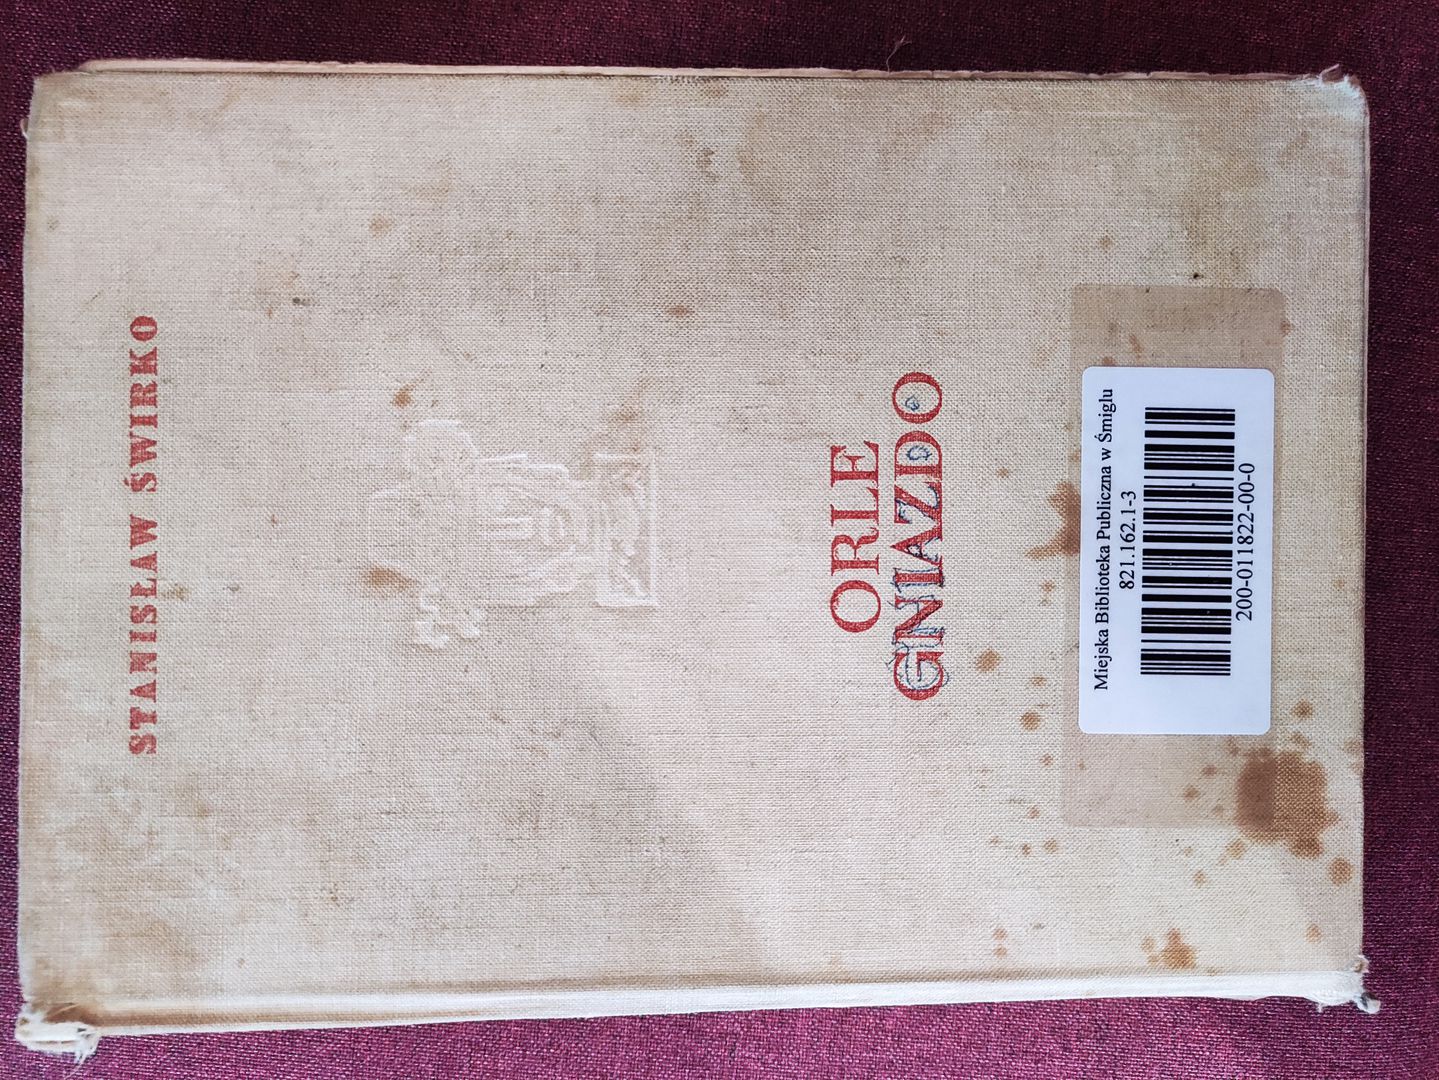 STANISŁAW ŚWIRKO
ORLE
GNIAZDO
Miejska Biblioteka Publiczna w Śmiglu
821.162.1-3
200-011822-00-0